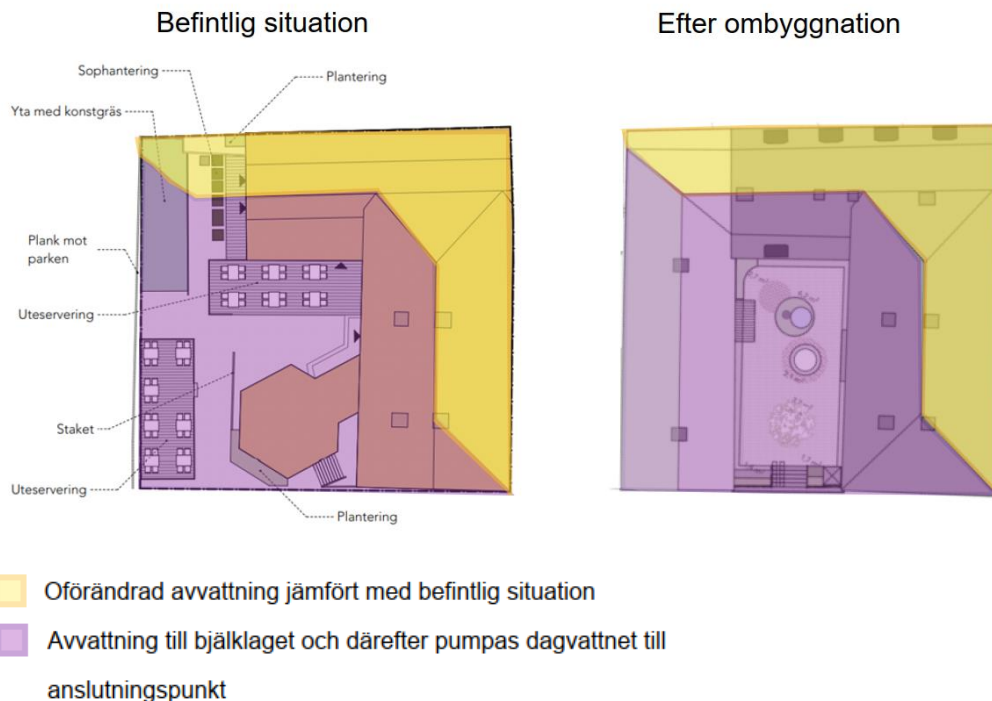 Befintlig situation
Efter ombyggnation
Sophantering
Plantering
Yta med konstgräs
Plank mot
parken
Uteservering
Staket
Uteservering
Plantering
Oförändrad avvattning jämfört med befintlig situation
Avvattning till bjälklaget och därefter pumpas dagvattnet till
anslutningspunkt